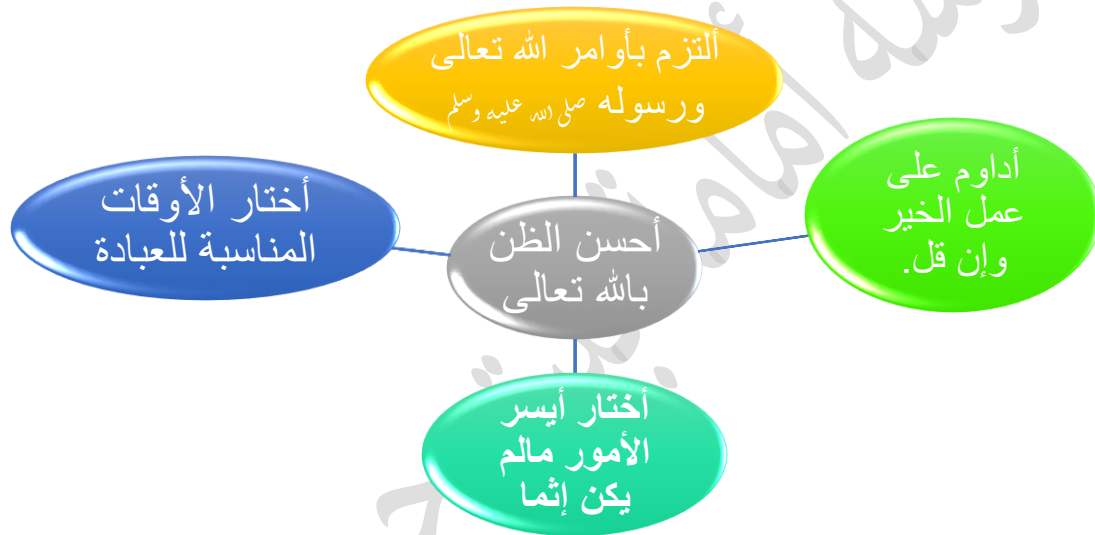 ألتزم بأوامر الله تعالى
ورسوله صلى الله عليه وسلم
أداوم على
عمل الخير
وإن قل.
أختار الأوقات
المناسبة للعبادة
أحسن الظن
بالله تعالى
أختار أيسر
الأمور مالم
يكن إثما